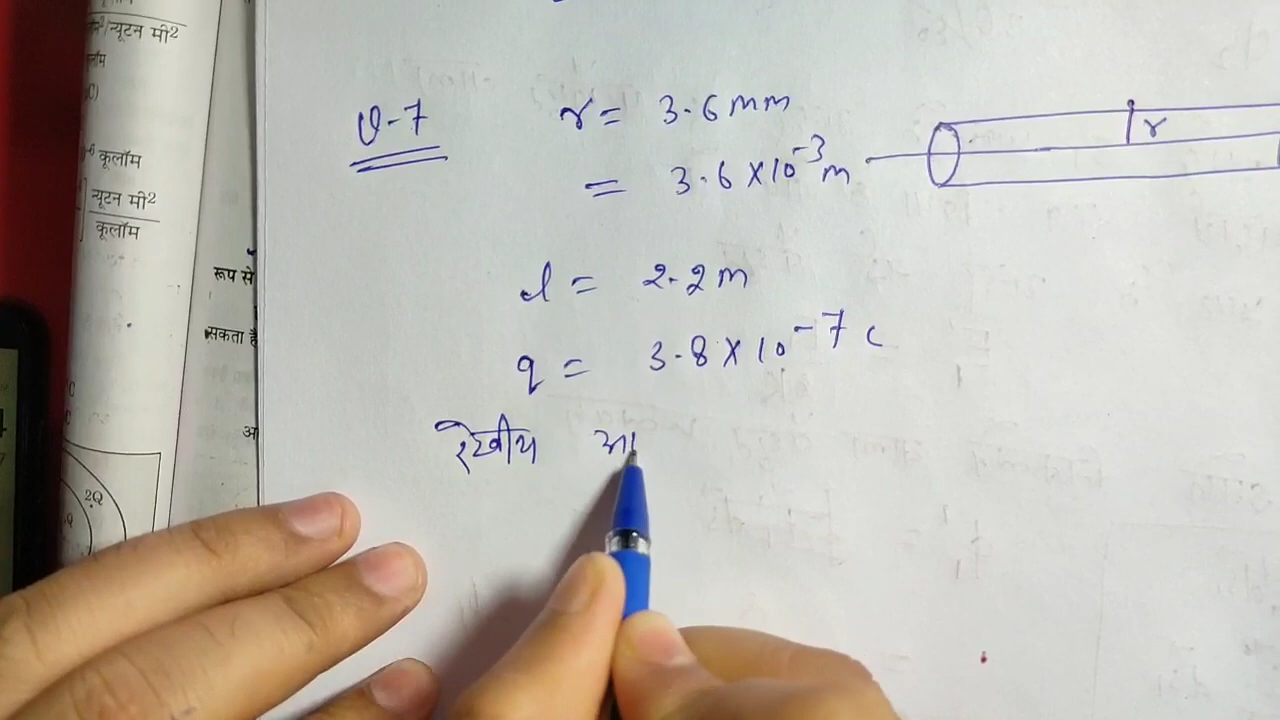 न्यूटन मी²
कूलॉम
न्यूटन मी²
कूलॉम
रूप से
सकता है
2Q
Q-7
r = 3.6 mm
= 3.6 × 10⁻³ m
r
l = 2.2 m
q = 3.8 × 10⁻⁷ C
रेखीय आ